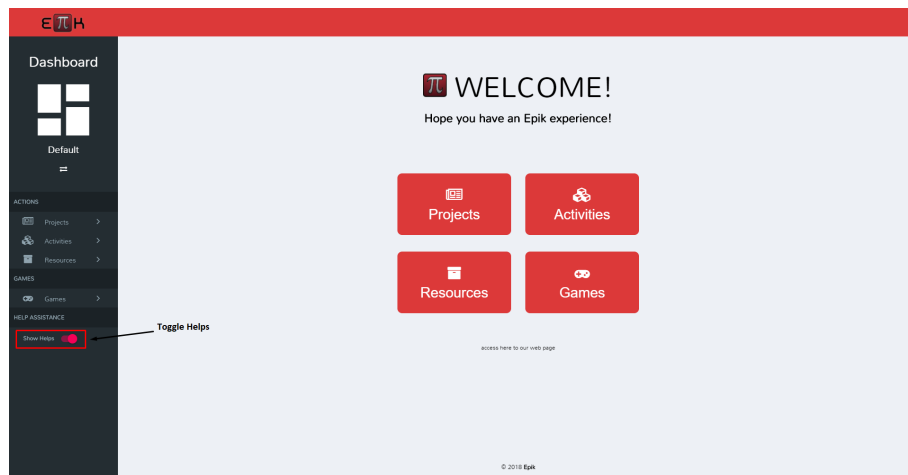 EπK
Dashboard
Default
ACTIONS
Projects
Activities
Resources
GAMES
Games
HELP ASSISTANCE
Show Helps
Toggle Helps
π WELCOME!
Hope you have an Epik experience!
Projects
Activities
Resources
Games
access here to our web page
© 2018 Epik